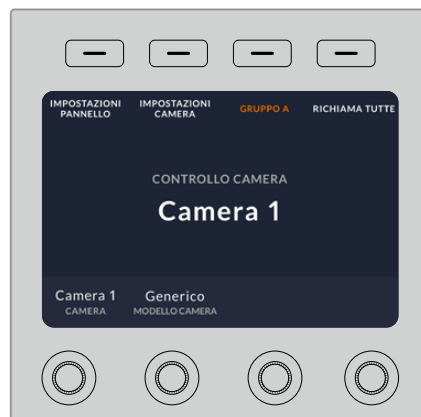 IMPOSTAZIONI PANNELLO
IMPOSTAZIONI CAMERA
GRUPPO A
RICHIAMA TUTTE
CONTROLLO CAMERA
Camera 1
Camera 1
CAMERA
Generico
MODELLO CAMERA